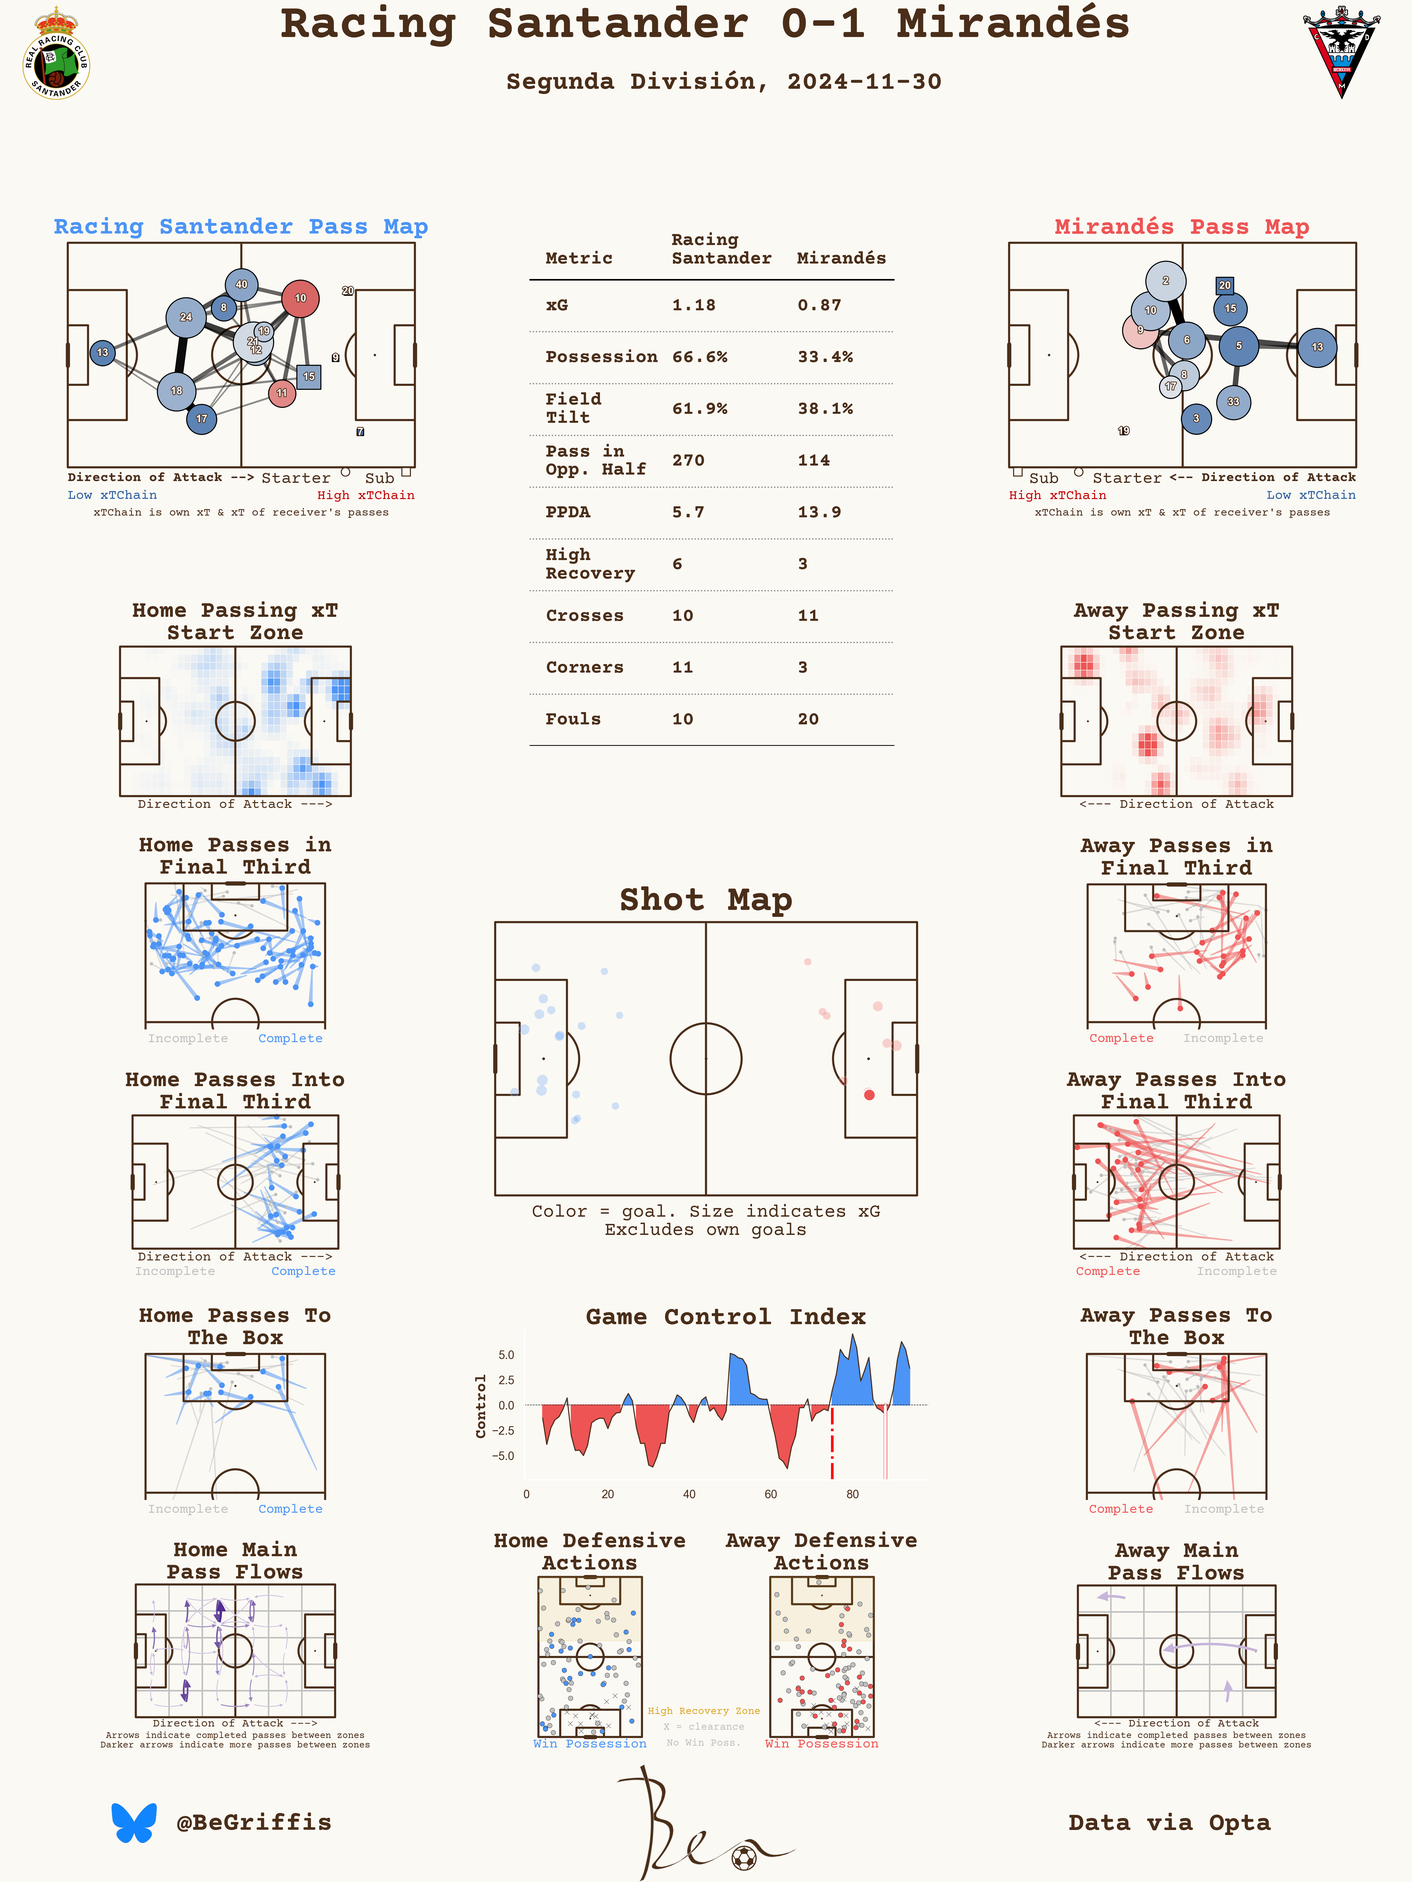 Racing Santander 0-1 Mirandés
Segunda División, 2024-11-30
REAL RACING CLUB
SANTANDER
C D
M
Racing Santander Pass Map
40
10
20
8
24
19
21
12
13
9
15
18
11
17
7
Direction of Attack --> Starter Sub
Low xTChain High xTChain
xTChain is own xT & xT of receiver's passes
Metric Racing Santander Mirandés
xG 1.18 0.87
Possession 66.6% 33.4%
Field Tilt 61.9% 38.1%
Pass in Opp. Half 270 114
PPDA 5.7 13.9
High Recovery 6 3
Crosses 10 11
Corners 11 3
Fouls 10 20
Mirandés Pass Map
2
20
10
15
9
6
5
13
8
17
33
3
19
Sub Starter <-- Direction of Attack
High xTChain Low xTChain
xTChain is own xT & xT of receiver's passes
Home Passing xT
Start Zone
Direction of Attack --->
Away Passing xT
Start Zone
<--- Direction of Attack
Home Passes in
Final Third
Incomplete Complete
Away Passes in
Final Third
Complete Incomplete
Shot Map
Color = goal. Size indicates xG
Excludes own goals
Home Passes Into
Final Third
Direction of Attack --->
Incomplete Complete
Away Passes Into
Final Third
<--- Direction of Attack
Complete Incomplete
Home Passes To
The Box
Incomplete Complete
Game Control Index
Control
5.0
2.5
0.0
−2.5
−5.0
0 20 40 60 80
Away Passes To
The Box
Complete Incomplete
Home Main
Pass Flows
Direction of Attack --->
Arrows indicate completed passes between zones
Darker arrows indicate more passes between zones
Home Defensive
Actions
Win Possession
High Recovery Zone
X = clearance
No Win Poss.
Away Defensive
Actions
Win Possession
Away Main
Pass Flows
<--- Direction of Attack
Arrows indicate completed passes between zones
Darker arrows indicate more passes between zones
@BeGriffis
Ben
Data via Opta